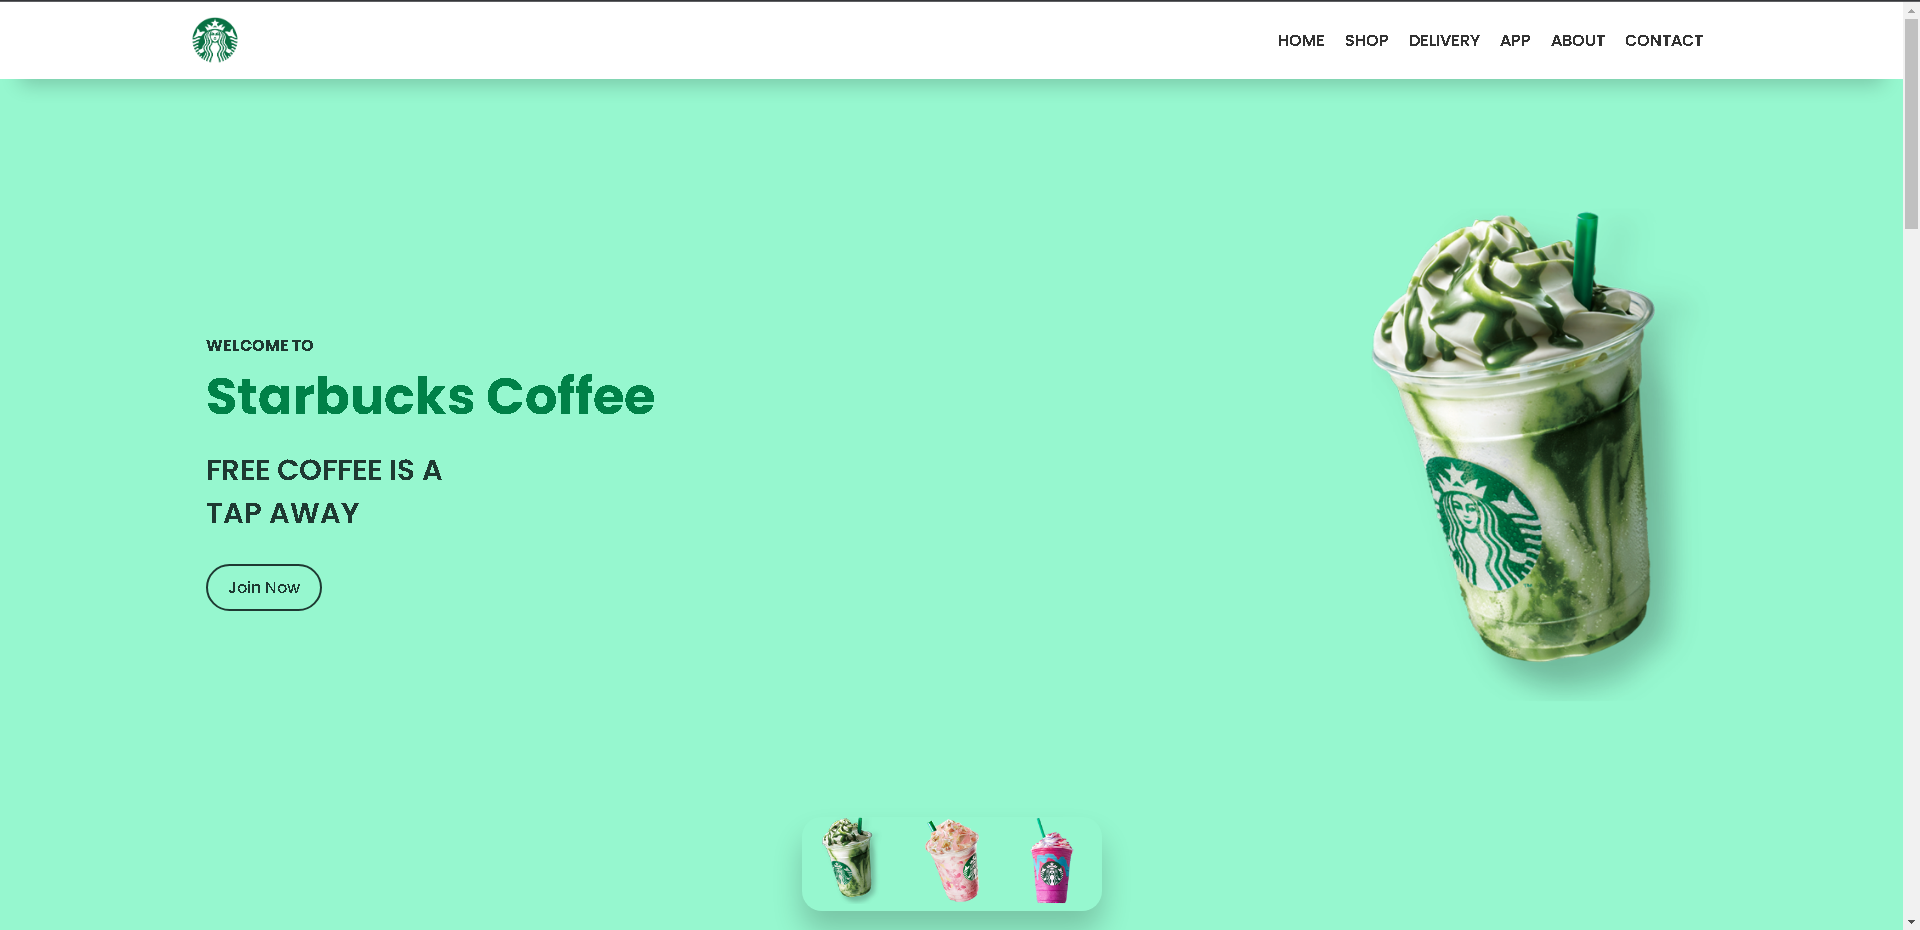 HOME SHOP DELIVERY APP ABOUT CONTACT
WELCOME TO
Starbucks Coffee
FREE COFFEE IS A
TAP AWAY
Join Now